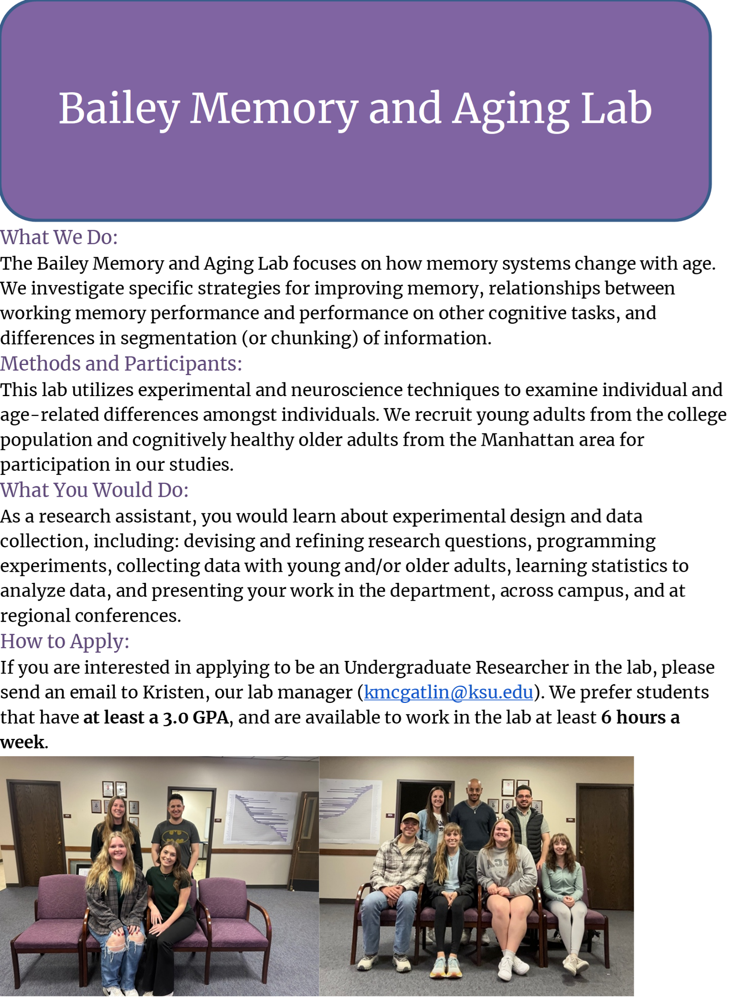 Bailey Memory and Aging Lab
What We Do:
The Bailey Memory and Aging Lab focuses on how memory systems change with age.
We investigate specific strategies for improving memory, relationships between
working memory performance and performance on other cognitive tasks, and
differences in segmentation (or chunking) of information.
Methods and Participants:
This lab utilizes experimental and neuroscience techniques to examine individual and
age-related differences amongst individuals. We recruit young adults from the college
population and cognitively healthy older adults from the Manhattan area for
participation in our studies.
What You Would Do:
As a research assistant, you would learn about experimental design and data
collection, including: devising and refining research questions, programming
experiments, collecting data with young and/or older adults, learning statistics to
analyze data, and presenting your work in the department, across campus, and at
regional conferences.
How to Apply:
If you are interested in applying to be an Undergraduate Researcher in the lab, please
send an email to Kristen, our lab manager (kmcgatlin@ksu.edu). We prefer students
that have at least a 3.0 GPA, and are available to work in the lab at least 6 hours a
week.